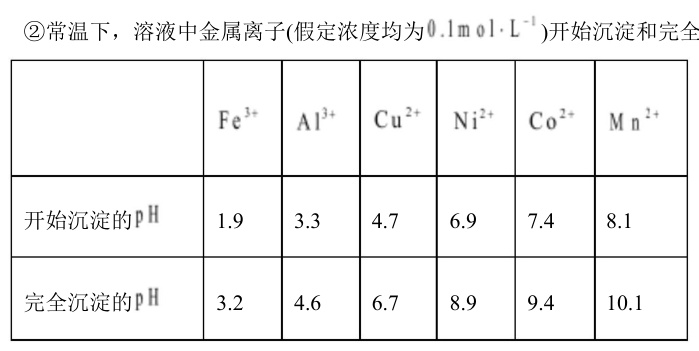 ②常温下，溶液中金属离子(假定浓度均为0.1mol·L⁻¹)开始沉淀和完全
Fe³⁺ Al³⁺ Cu²⁺ Ni²⁺ Co²⁺ Mn²⁺
开始沉淀的pH 1.9 3.3 4.7 6.9 7.4 8.1
完全沉淀的pH 3.2 4.6 6.7 8.9 9.4 10.1